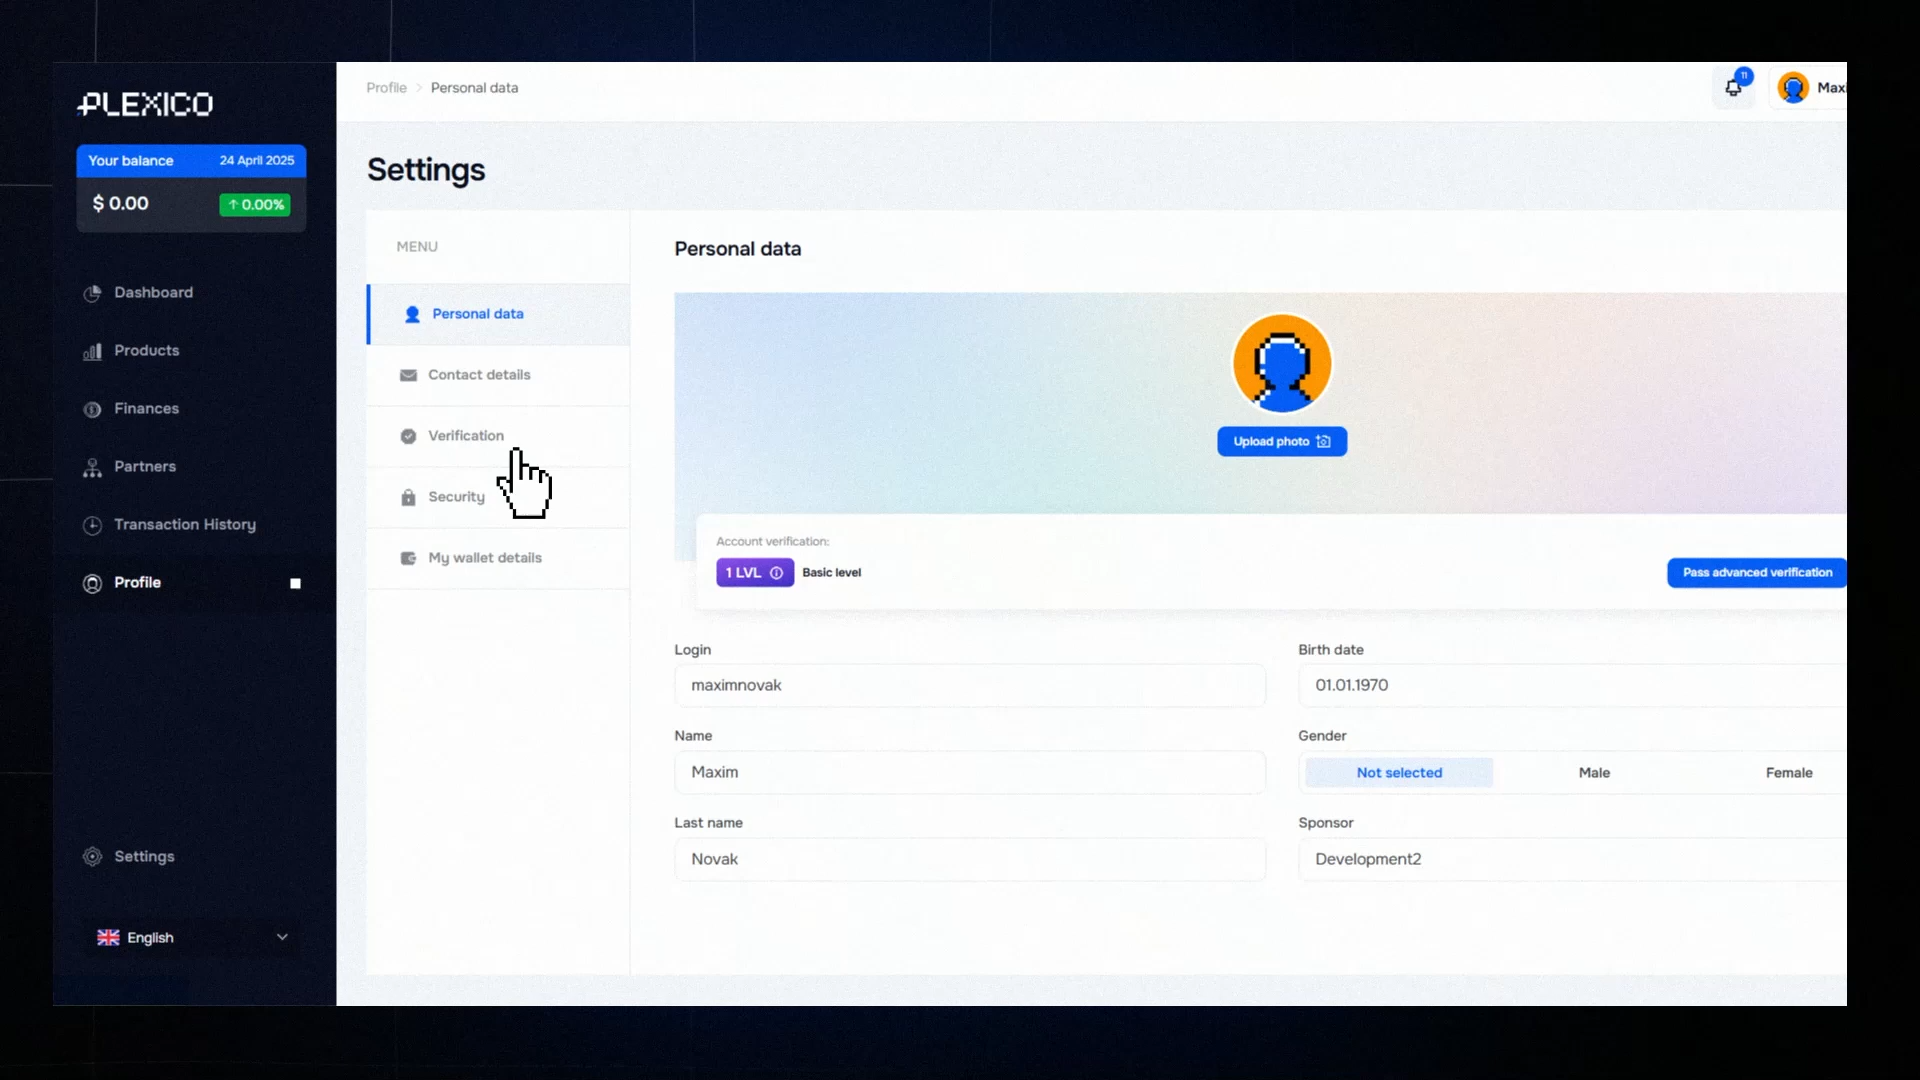 PLEXICO
Your balance
24 April 2025
$ 0.00
↑ 0.00%
Dashboard
Products
Finances
Partners
Transaction History
Profile
Settings
English
Profile > Personal data
11
Maxi
Settings
MENU
Personal data
Contact details
Verification
Security
My wallet details
Personal data
Upload photo
Account verification:
1 LVL
Basic level
Pass advanced verification
Login
maximnovak
Birth date
01.01.1970
Name
Maxim
Gender
Not selected
Male
Female
Last name
Novak
Sponsor
Development2